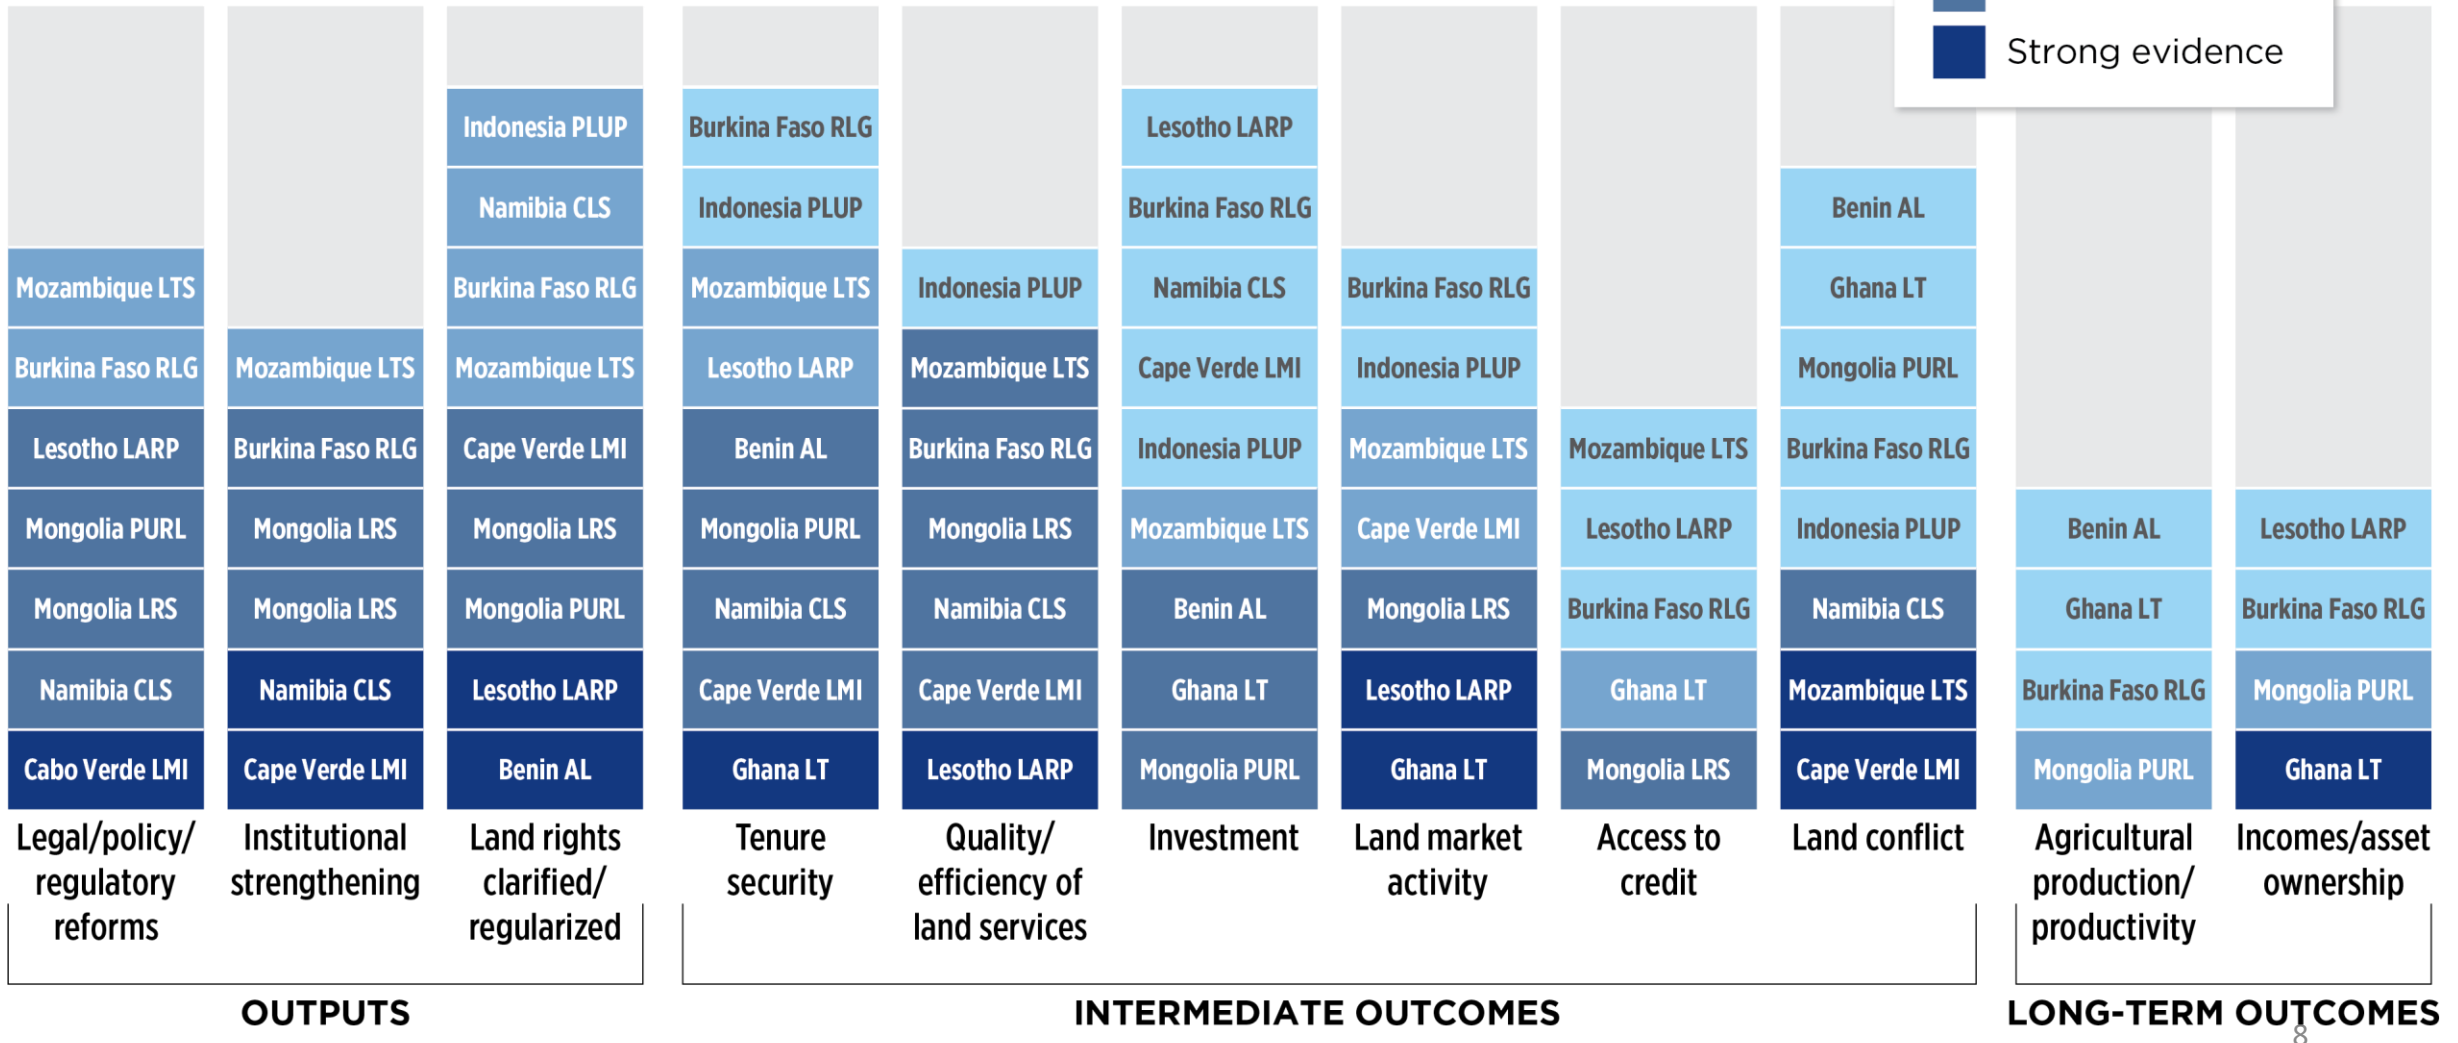 Strong evidence
Mozambique LTS
Burkina Faso RLG
Lesotho LARP
Mongolia PURL
Mongolia LRS
Namibia CLS
Cabo Verde LMI
Legal/policy/
regulatory
reforms
Mozambique LTS
Burkina Faso RLG
Mongolia LRS
Mongolia LRS
Namibia CLS
Cape Verde LMI
Institutional
strengthening
Indonesia PLUP
Namibia CLS
Burkina Faso RLG
Mozambique LTS
Cape Verde LMI
Mongolia LRS
Mongolia PURL
Lesotho LARP
Benin AL
Land rights
clarified/
regularized
OUTPUTS
Burkina Faso RLG
Indonesia PLUP
Mozambique LTS
Lesotho LARP
Benin AL
Mongolia PURL
Namibia CLS
Cape Verde LMI
Ghana LT
Tenure
security
Indonesia PLUP
Mozambique LTS
Burkina Faso RLG
Mongolia LRS
Namibia CLS
Cape Verde LMI
Lesotho LARP
Quality/
efficiency of
land services
Lesotho LARP
Burkina Faso RLG
Namibia CLS
Cape Verde LMI
Indonesia PLUP
Mozambique LTS
Benin AL
Ghana LT
Mongolia PURL
Investment
Burkina Faso RLG
Indonesia PLUP
Mozambique LTS
Cape Verde LMI
Mongolia LRS
Lesotho LARP
Ghana LT
Land market
activity
Mozambique LTS
Lesotho LARP
Burkina Faso RLG
Ghana LT
Mongolia LRS
Access to
credit
Benin AL
Ghana LT
Mongolia PURL
Burkina Faso RLG
Indonesia PLUP
Namibia CLS
Mozambique LTS
Cape Verde LMI
Land conflict
INTERMEDIATE OUTCOMES
Benin AL
Ghana LT
Burkina Faso RLG
Mongolia PURL
Agricultural
production/
productivity
Lesotho LARP
Burkina Faso RLG
Mongolia PURL
Ghana LT
Incomes/asset
ownership
LONG-TERM OUTCOMES
8